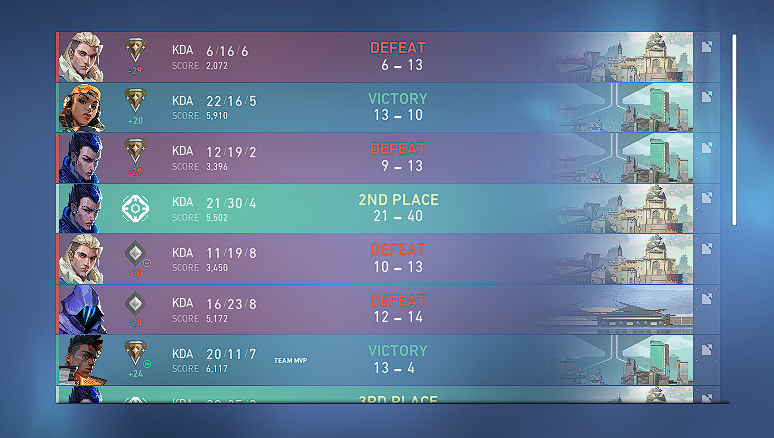 KDA 6/16/6 DEFEAT
-29 SCORE 2,072 6 – 13
KDA 22/16/5 VICTORY
+20 SCORE 5,910 13 – 10
KDA 12/19/2 DEFEAT
-29 SCORE 3,396 9 – 13
KDA 21/30/4 2ND PLACE
SCORE 5,502 21 – 40
KDA 11/19/8 DEFEAT
SCORE 3,450 10 – 13
KDA 16/23/8 DEFEAT
-28 SCORE 5,172 12 – 14
KDA 20/11/7 TEAM MVP VICTORY
+24 SCORE 6,117 13 – 4
KDA 3RD PLACE